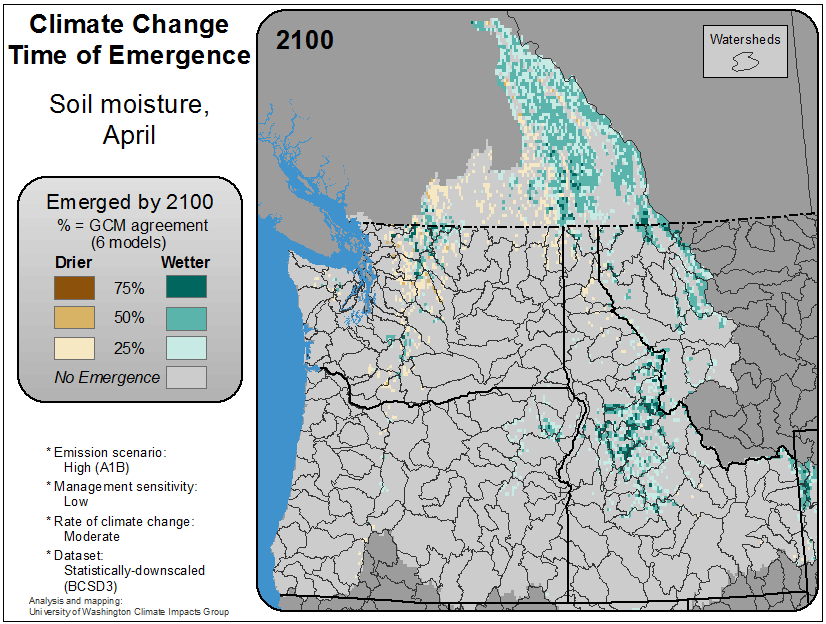 Climate Change
Time of Emergence
Soil moisture,
April
Emerged by 2100
% = GCM agreement
(6 models)
Drier Wetter
75%
50%
25%
No Emergence
* Emission scenario:
High (A1B)
* Management sensitivity:
Low
* Rate of climate change:
Moderate
* Dataset:
Statistically-downscaled
(BCSD3)
Analysis and mapping:
University of Washington Climate Impacts Group
2100
Watersheds